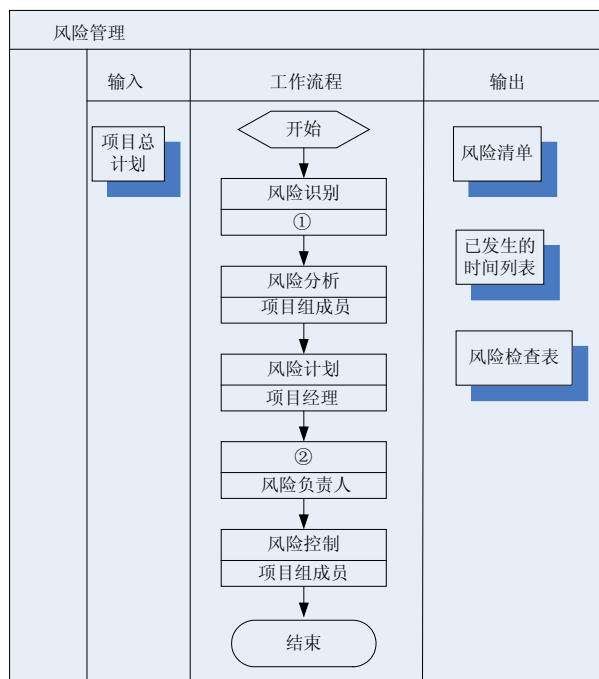 风险管理
输入
工作流程
输出
项目总
计划
开始
风险识别
①
风险分析
项目组成员
风险计划
项目经理
②
风险负责人
风险控制
项目组成员
结束
风险清单
已发生的
时间列表
风险检查表